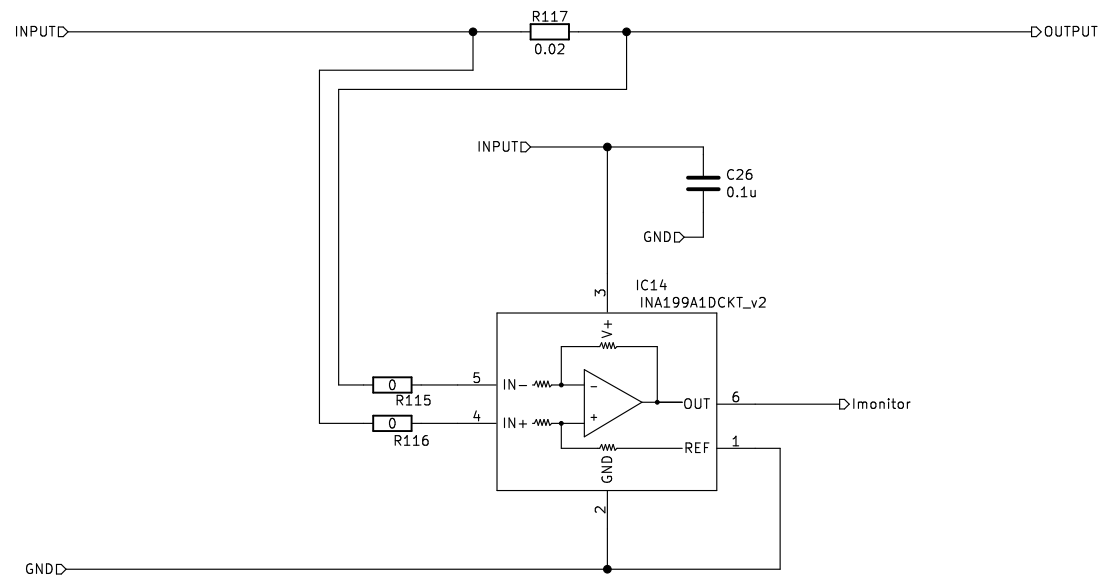 R117
INPUT
OUTPUT
0.02
INPUT
C26
0.1u
GND
IC14
INA199A1DCKT_v2
3
V+
5
IN-
0
R115
-
6
OUT
Imonitor
4
IN+
0
R116
+
1
REF
GND
2
GND